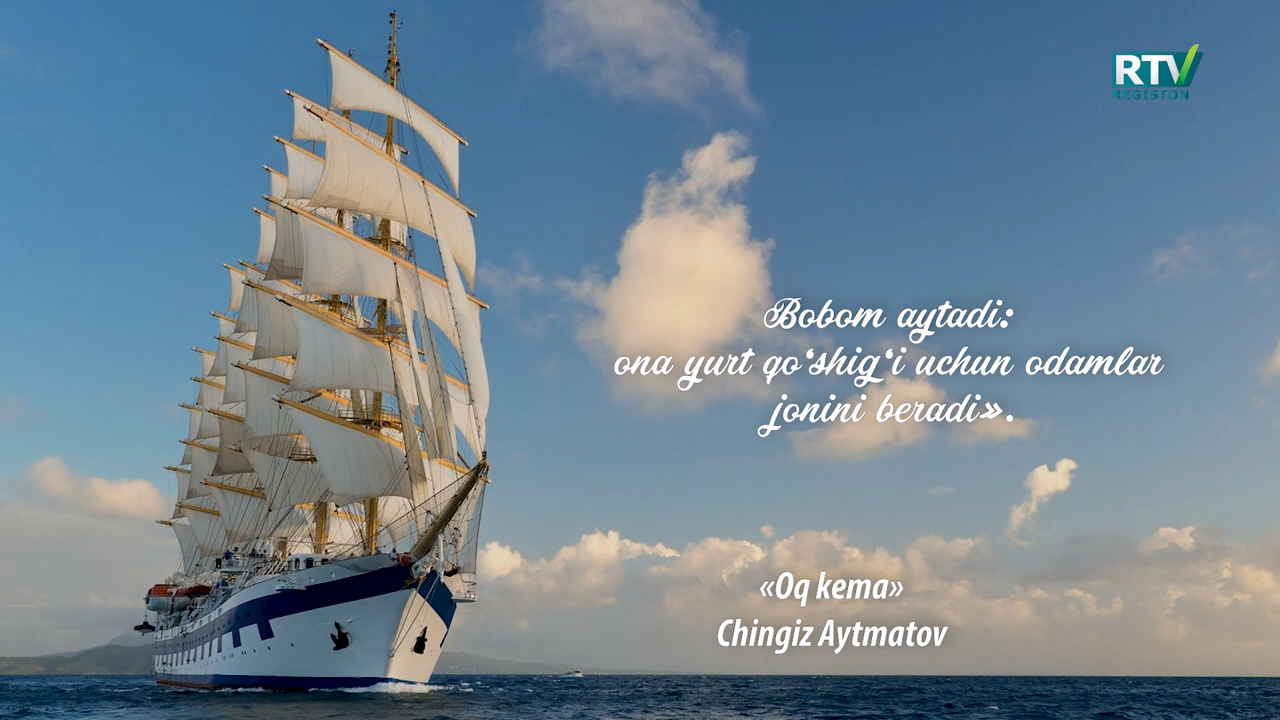 RTV
REGISTON
Bobom aytadi:
ona yurt qo‘shig‘i uchun odamlar
jonini beradi».
«Oq kema»
Chingiz Aytmatov